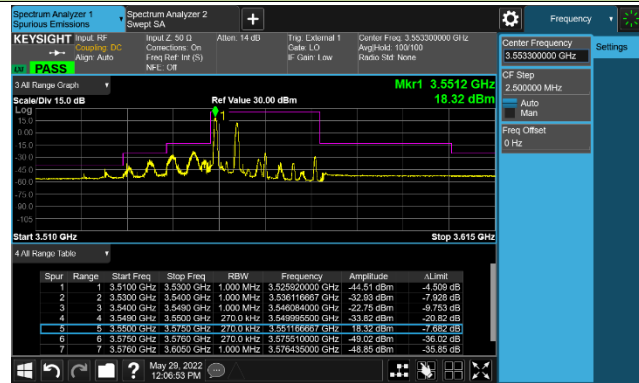 Spectrum Analyzer 1
Spurious Emissions
Spectrum Analyzer 2
Swept SA
Frequency
KEYSIGHT
Input: RF
Coupling: DC
Align: Auto
Input Z: 50 Ω
Corrections: On
Freq Ref: Int (S)
NFE: Off
Atten: 14 dB
Trig: External 1
Gate: LO
IF Gain: Low
Center Freq: 3.553300000 GHz
Avg|Hold: 100/100
Radio Std: None
PASS
Center Frequency
3.553300000 GHz
Settings
CF Step
2.500000 MHz
Auto
Man
Freq Offset
0 Hz
3 All Range Graph
Mkr1 3.5512 GHz
Scale/Div 15.0 dB
Ref Value 30.00 dBm
18.32 dBm
Log
15.0
0.00
-15.0
-30.0
-45.0
-60.0
-75.0
-90.0
-105
1
Start 3.510 GHz
Stop 3.615 GHz
4 All Range Table
Spur Range Start Freq Stop Freq RBW Frequency Amplitude ΔLimit
1 1 3.5100 GHz 3.5300 GHz 1.000 MHz 3.525920000 GHz -44.51 dBm -4.509 dB
2 2 3.5300 GHz 3.5400 GHz 1.000 MHz 3.536116667 GHz -32.93 dBm -7.928 dB
3 3 3.5400 GHz 3.5490 GHz 1.000 MHz 3.546084000 GHz -22.75 dBm -9.753 dB
4 4 3.5490 GHz 3.5500 GHz 270.0 kHz 3.549995500 GHz -33.82 dBm -20.82 dB
5 5 3.5500 GHz 3.5750 GHz 270.0 kHz 3.551166667 GHz 18.32 dBm -7.682 dB
6 6 3.5750 GHz 3.5760 GHz 270.0 kHz 3.575510000 GHz -49.02 dBm -36.02 dB
7 7 3.5760 GHz 3.6050 GHz 1.000 MHz 3.576435000 GHz -48.85 dBm -35.85 dB
May 29, 2022
12:06:53 PM